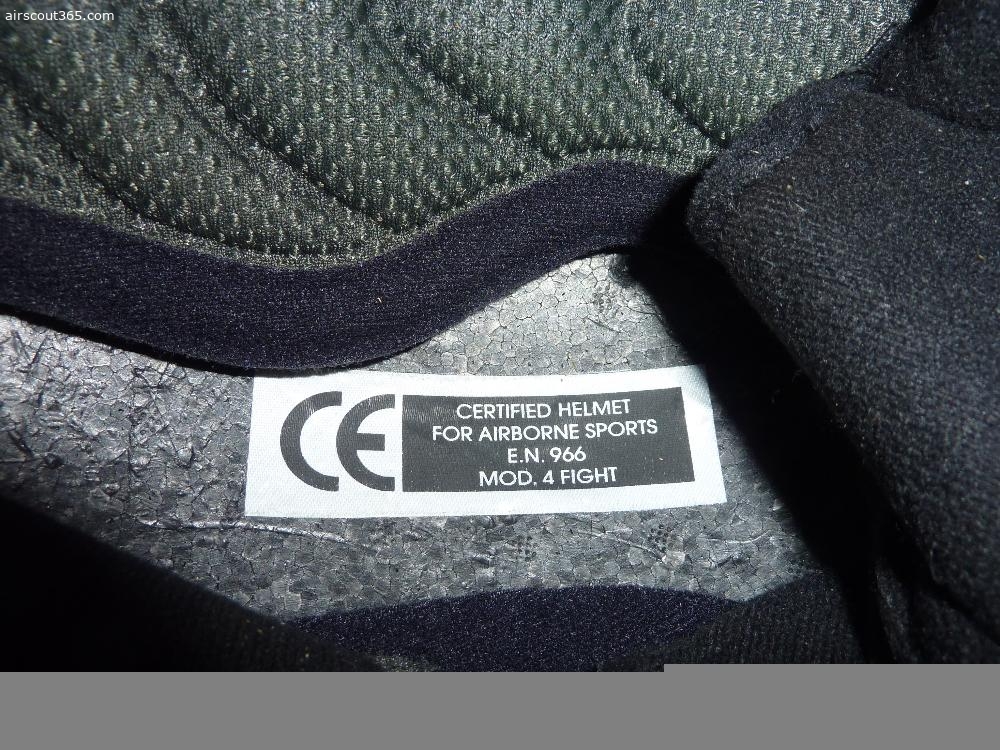 airscout365.com
CE
CERTIFIED HELMET
FOR AIRBORNE SPORTS
E.N. 966
MOD. 4 FIGHT